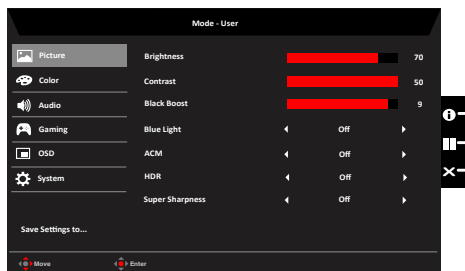 Mode - User
Picture
Brightness 70
Color
Contrast 50
Audio
Black Boost 9
Gaming
Blue Light Off
OSD
ACM Off
System
HDR Off
Super Sharpness Off
Save Settings to...
Move Enter